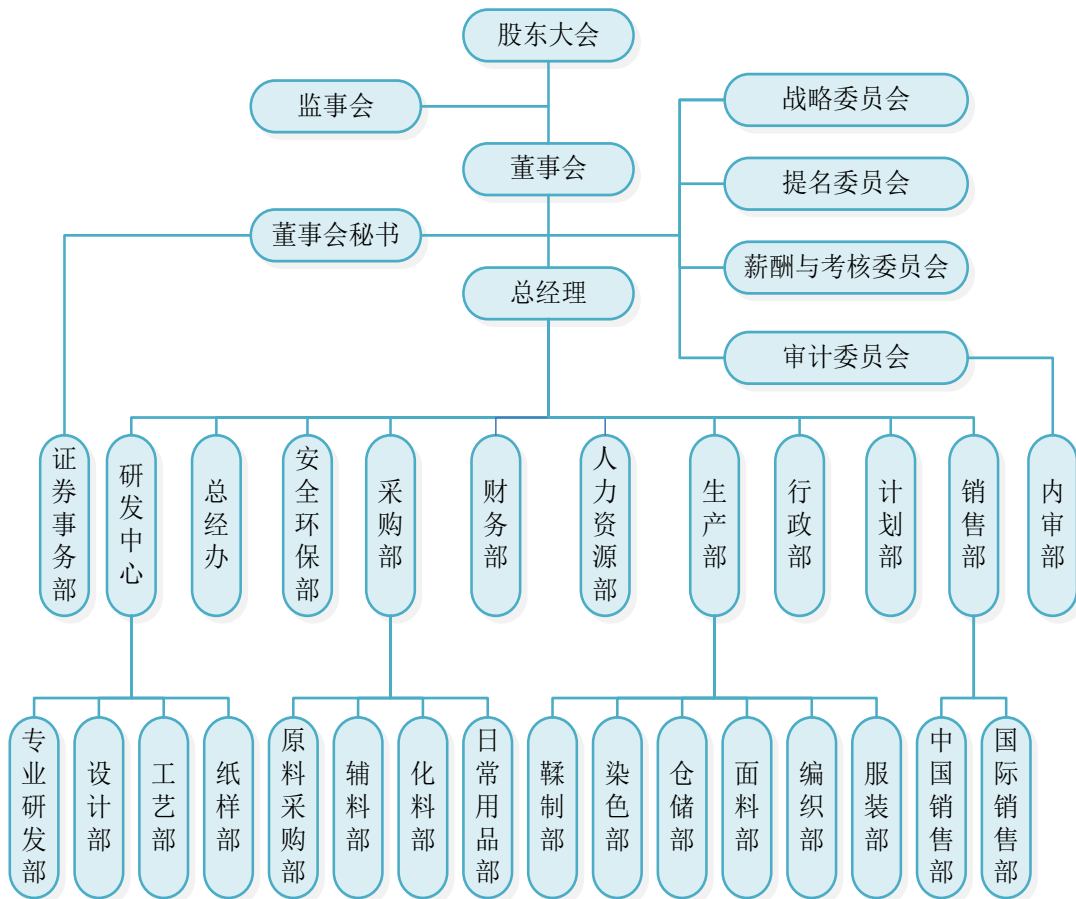 股东大会
监事会
战略委员会
董事会
提名委员会
董事会秘书
薪酬与考核委员会
总经理
审计委员会
证券事务部
研发中心
总经办
安全环保部
采购部
财务部
人力资源部
生产部
行政部
计划部
销售部
内审部
专业研发部
设计部
工艺部
纸样部
原料采购部
辅料部
化料部
日常用品部
鞣制部
染色部
仓储部
面料部
编织部
服装部
中国销售部
国际销售部